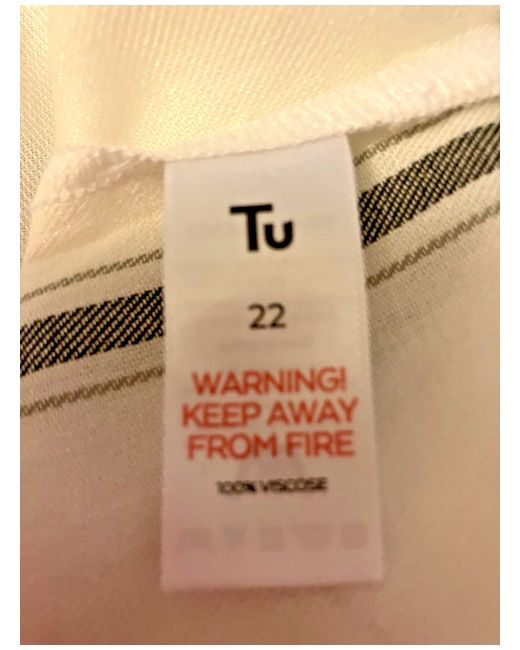 Tu
22
WARNING!
KEEP AWAY
FROM FIRE
100% VISCOSE